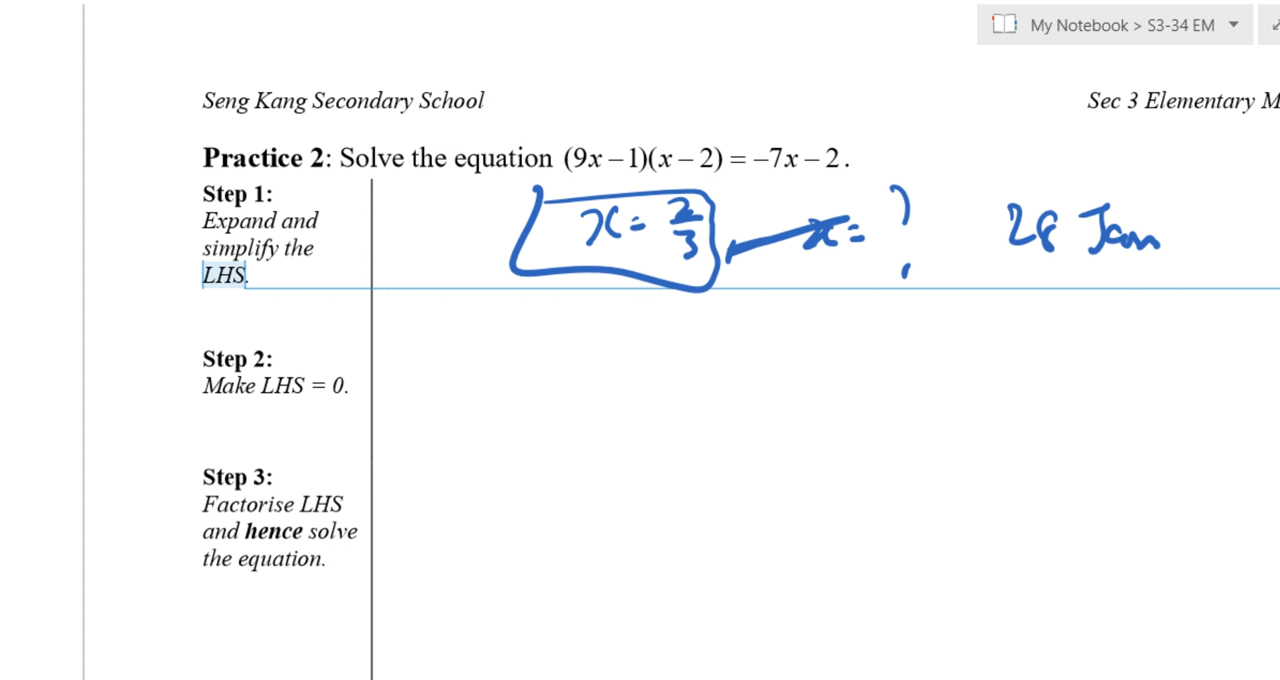 My Notebook > S3-34 EM
Seng Kang Secondary School
Sec 3 Elementary M
Practice 2: Solve the equation (9x – 1)(x – 2) = –7x – 2 .
Step 1:
Expand and
simplify the
LHS.
x = 2/3 x = ? 28 Jan
Step 2:
Make LHS = 0.
Step 3:
Factorise LHS
and hence solve
the equation.